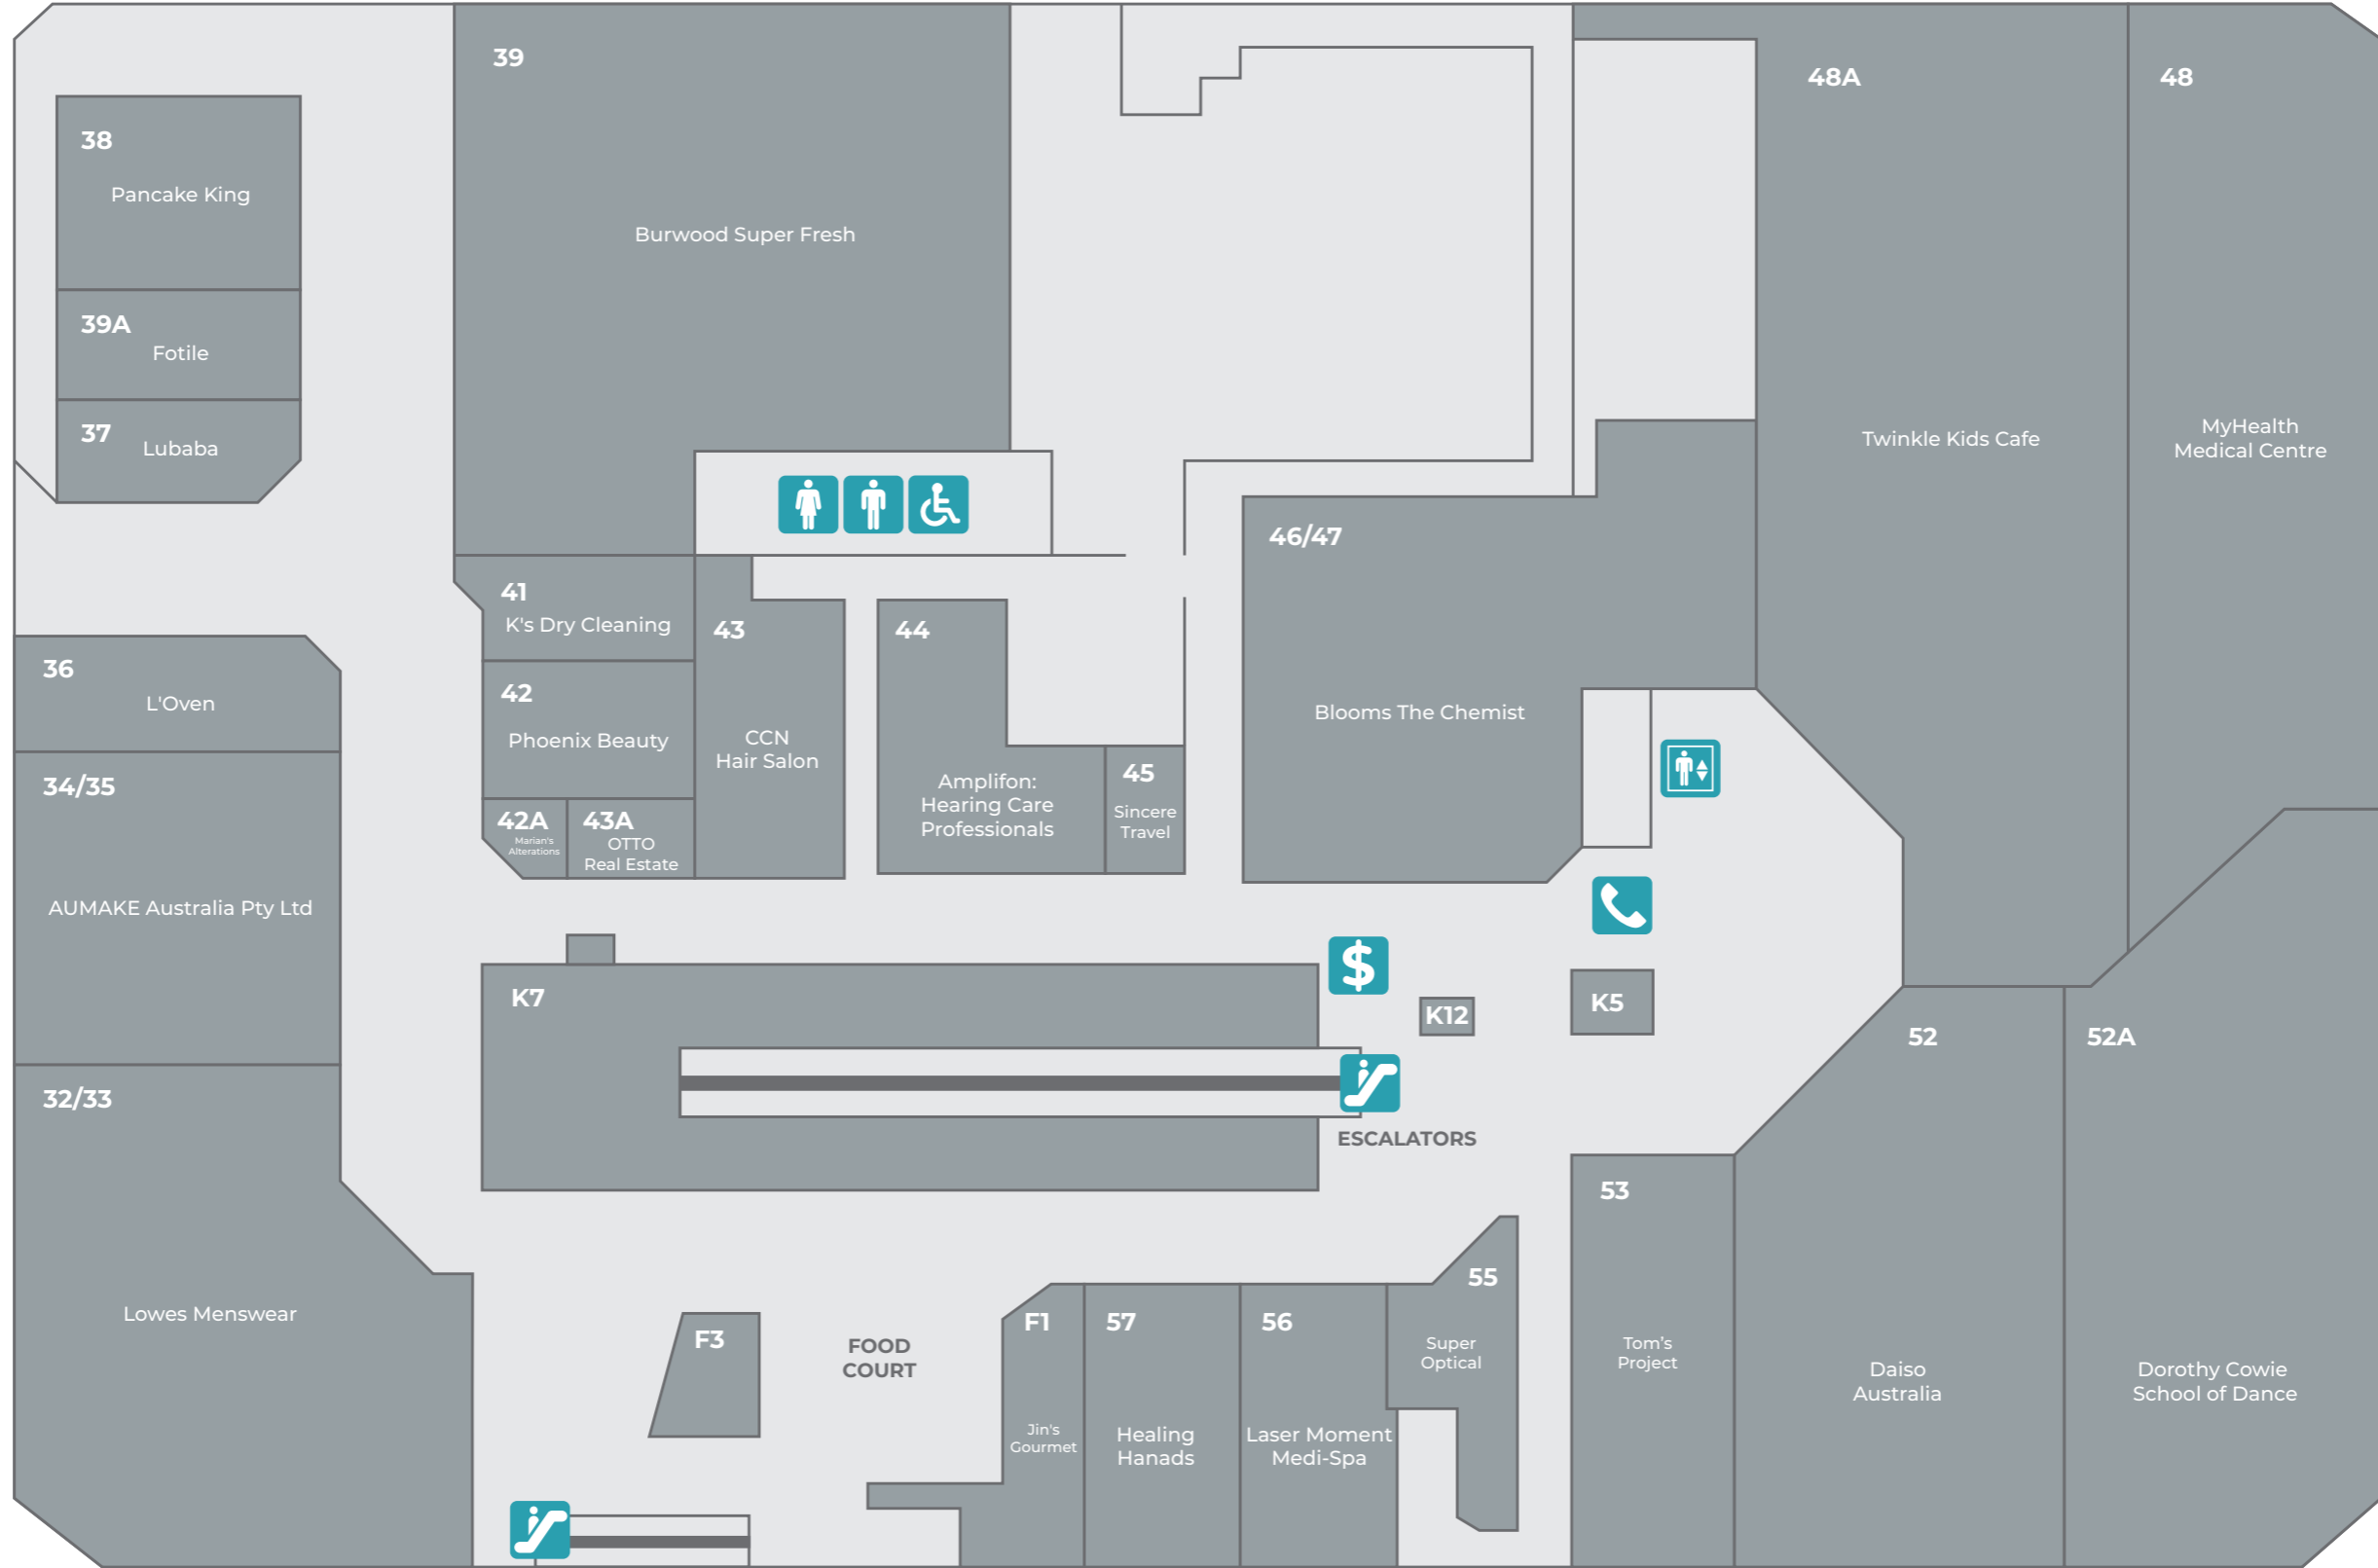 39
Burwood Super Fresh
48A
Twinkle Kids Cafe
48
MyHealth
Medical Centre
38
Pancake King
39A
Fotile
37
Lubaba
46/47
Blooms The Chemist
41
K's Dry Cleaning
43
CCN
Hair Salon
44
Amplifon:
Hearing Care
Professionals
45
Sincere
Travel
36
L'Oven
42
Phoenix Beauty
34/35
AUMAKE Australia Pty Ltd
42A
Marian's
Alterations
43A
OTTO
Real Estate
$
K7
K12
K5
52
Daiso
Australia
52A
Dorothy Cowie
School of Dance
32/33
Lowes Menswear
ESCALATORS
53
Tom’s
Project
55
Super
Optical
F3
FOOD
COURT
F1
Jin's
Gourmet
57
Healing
Hanads
56
Laser Moment
Medi-Spa